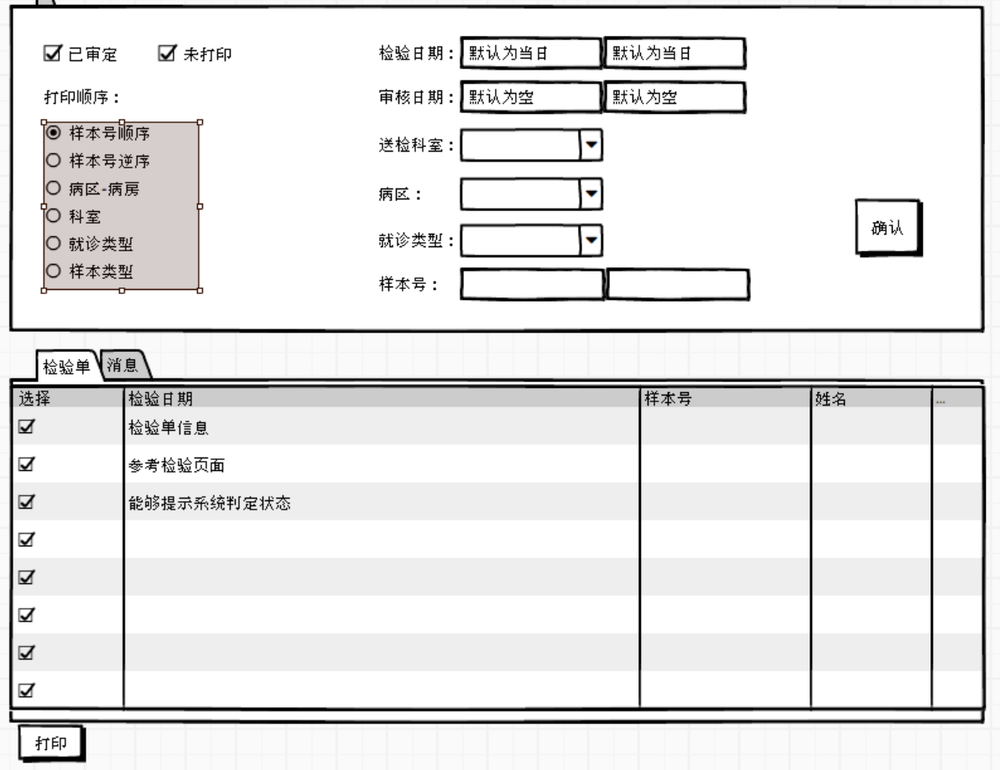 已审定 未打印
打印顺序：
样本号顺序
样本号逆序
病区-病房
科室
就诊类型
样本类型
检验日期： 默认为当日 默认为当日
审核日期： 默认为空 默认为空
送检科室：
病区：
就诊类型：
样本号：
确认
检验单 消息
选择 检验日期 样本号 姓名 ...
检验单信息
参考检验页面
能够提示系统判定状态
打印